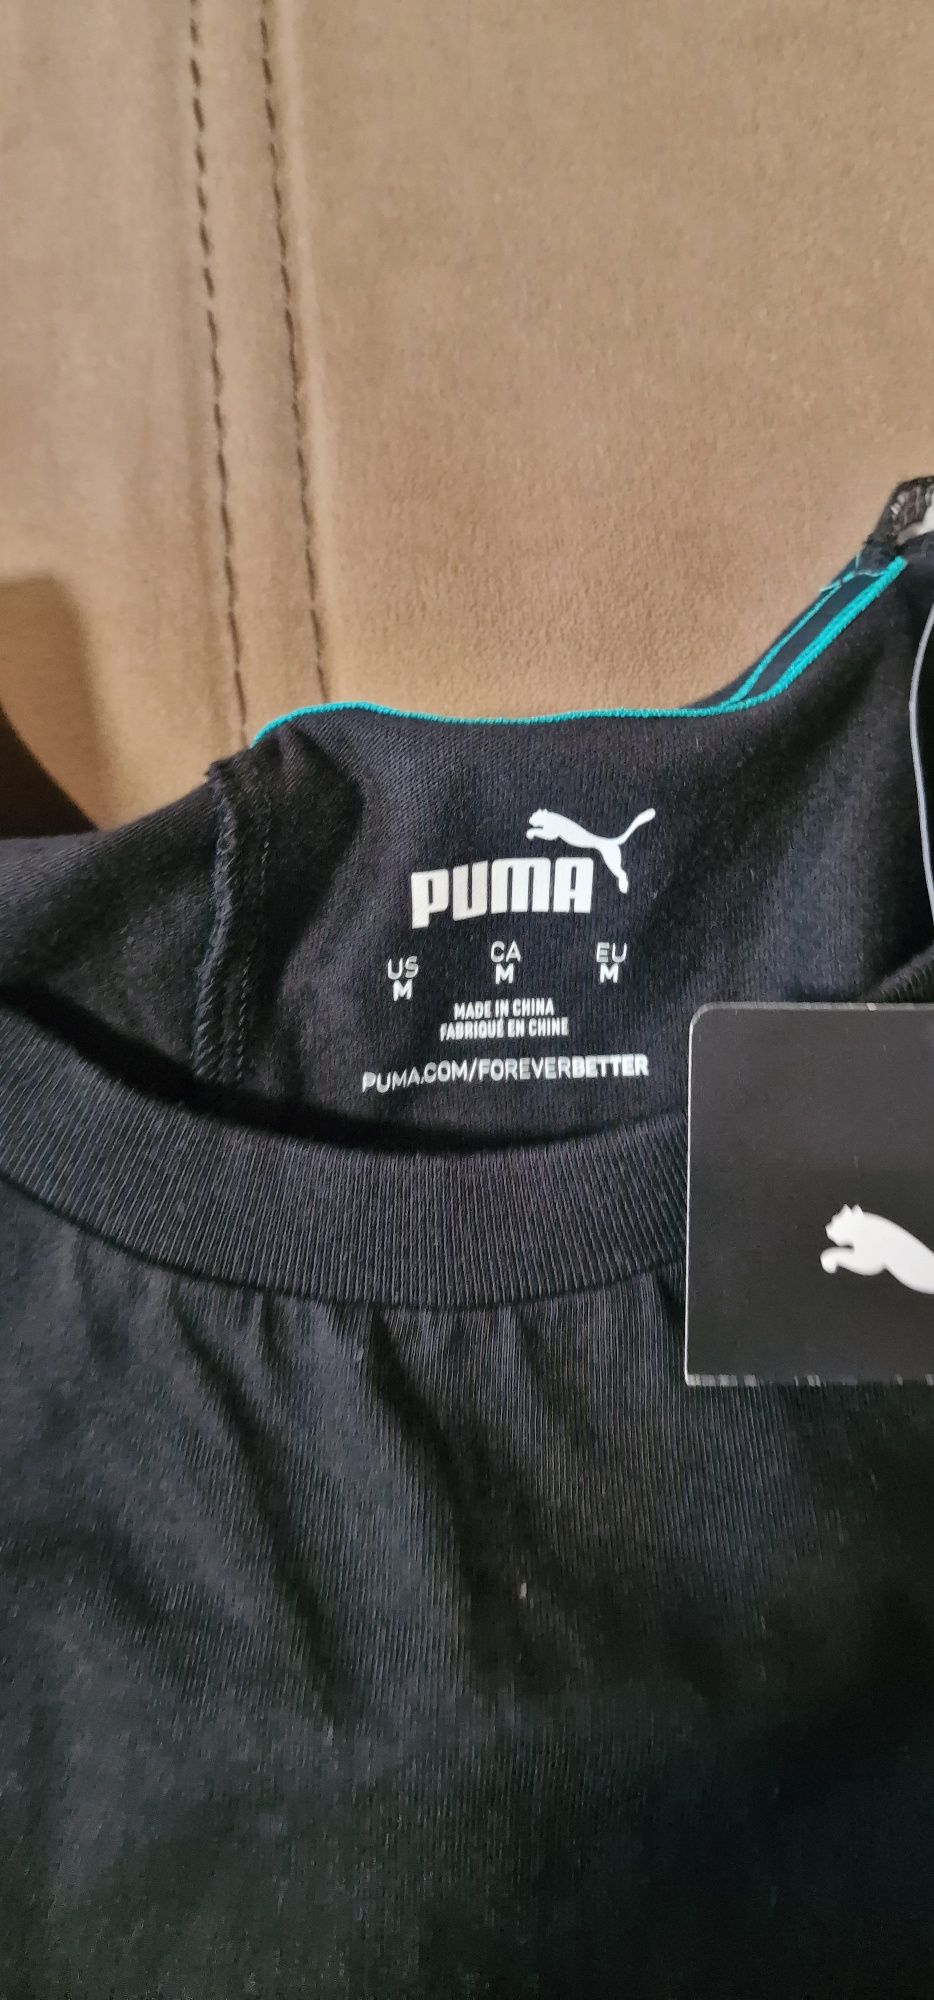 PUMA
US CA EU
M M M
MADE IN CHINA
FABRIQUÉ EN CHINE
PUMA.COM/FOREVERBETTER